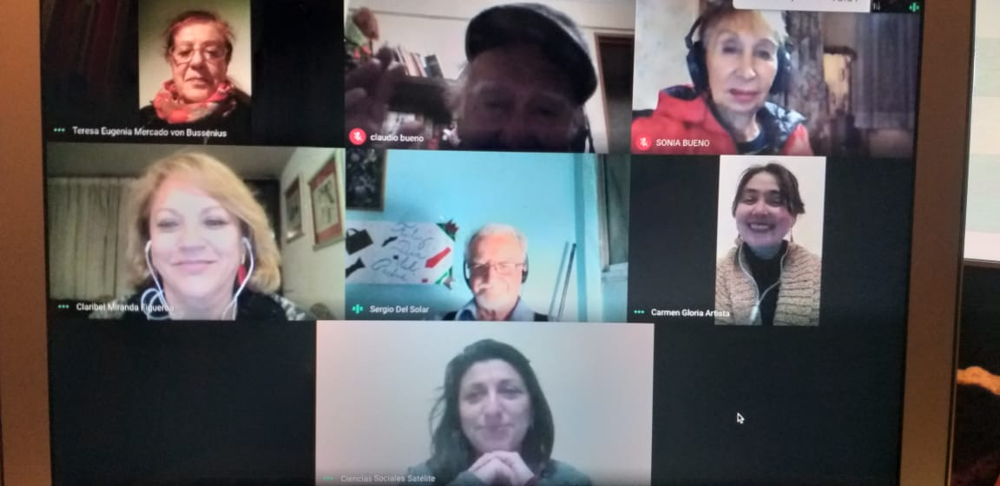 Teresa Eugenia Mercado von Bussenius
claudio bueno
SONIA BUENO
Claribel Miranda Figueroa
Sergio Del Solar
Carmen Gloria Artista
Ciencias Sociales Satélite